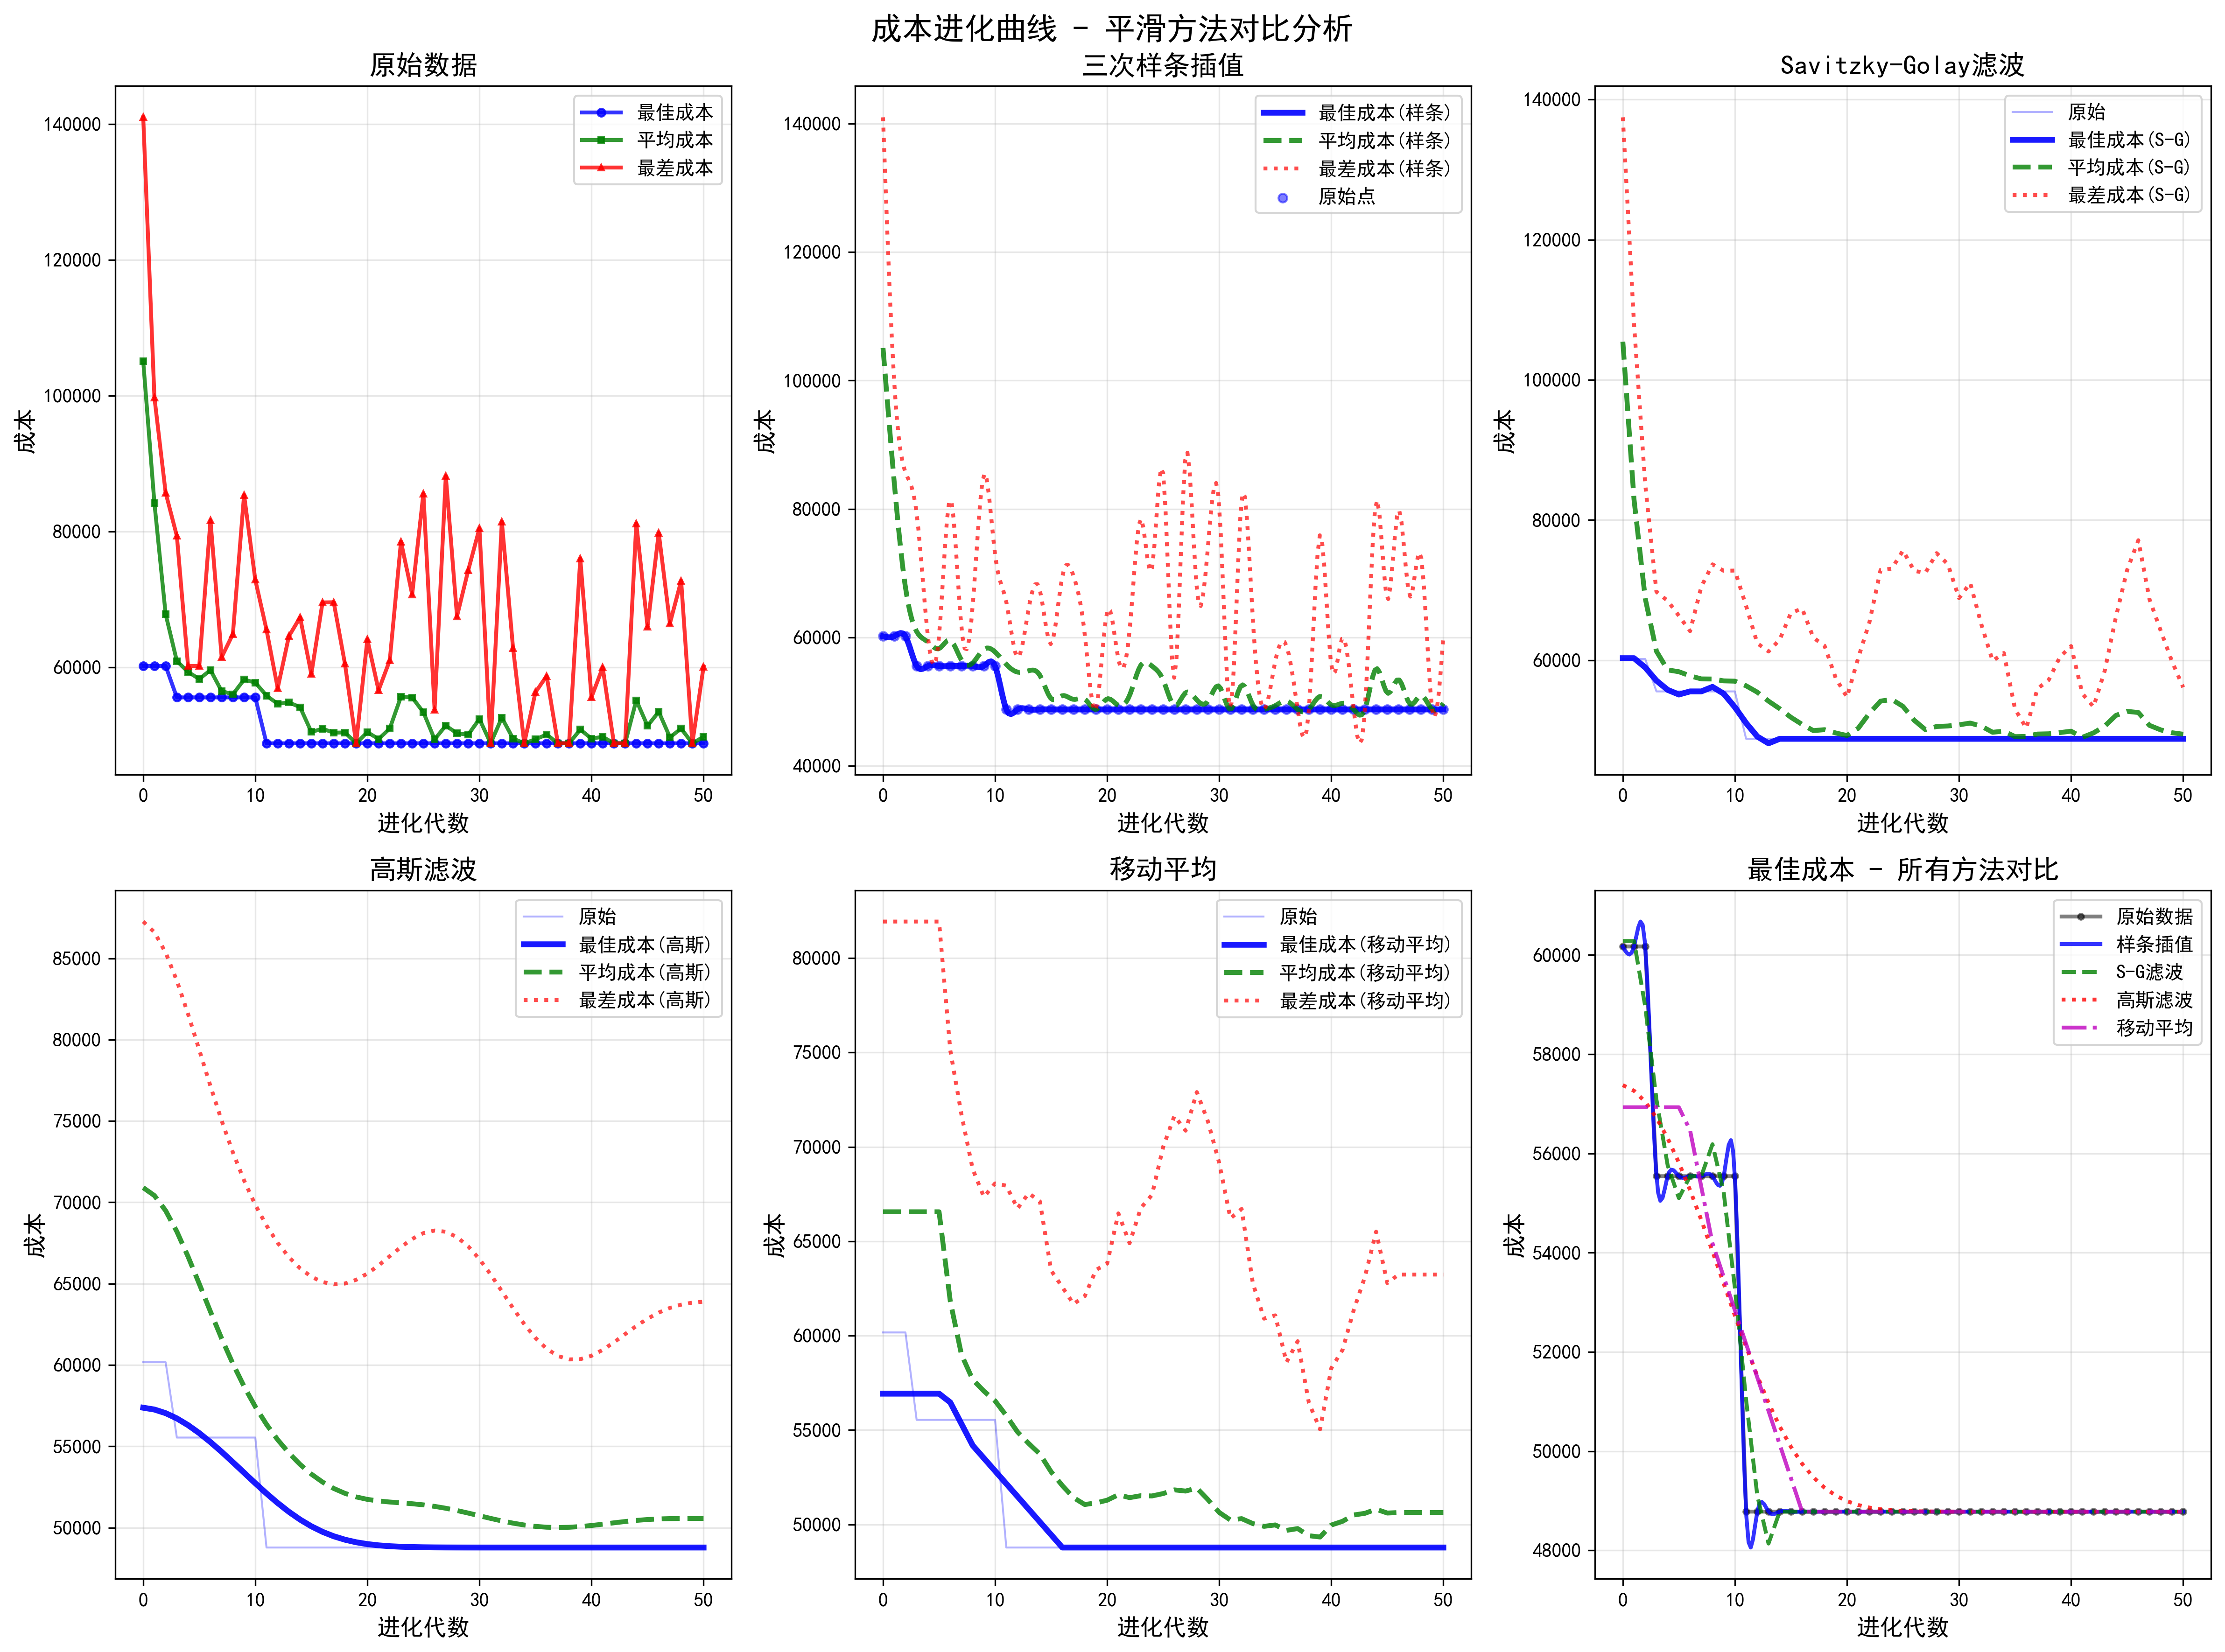 成本进化曲线 - 平滑方法对比分析
原始数据
140000
120000
100000
80000
60000
0
10
20
30
40
50
成本
进化代数
最佳成本
平均成本
最差成本
三次样条插值
140000
120000
100000
80000
60000
40000
0
10
20
30
40
50
成本
进化代数
最佳成本(样条)
平均成本(样条)
最差成本(样条)
原始点
Savitzky-Golay滤波
140000
120000
100000
80000
60000
0
10
20
30
40
50
成本
进化代数
原始
最佳成本(S-G)
平均成本(S-G)
最差成本(S-G)
高斯滤波
85000
80000
75000
70000
65000
60000
55000
50000
0
10
20
30
40
50
成本
进化代数
原始
最佳成本(高斯)
平均成本(高斯)
最差成本(高斯)
移动平均
80000
75000
70000
65000
60000
55000
50000
0
10
20
30
40
50
成本
进化代数
原始
最佳成本(移动平均)
平均成本(移动平均)
最差成本(移动平均)
最佳成本 - 所有方法对比
60000
58000
56000
54000
52000
50000
48000
0
10
20
30
40
50
成本
进化代数
原始数据
样条插值
S-G滤波
高斯滤波
移动平均